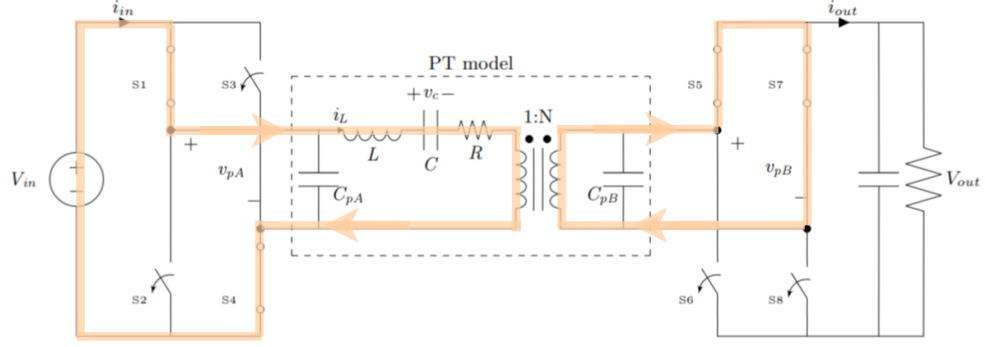 i_in
i_out
PT model
S1
S3
S5
S7
+ v_c −
1:N
i_L
+
+
L
C
R
V_in
v_pA
C_pA
C_pB
v_pB
V_out
−
−
S2
S4
S6
S8